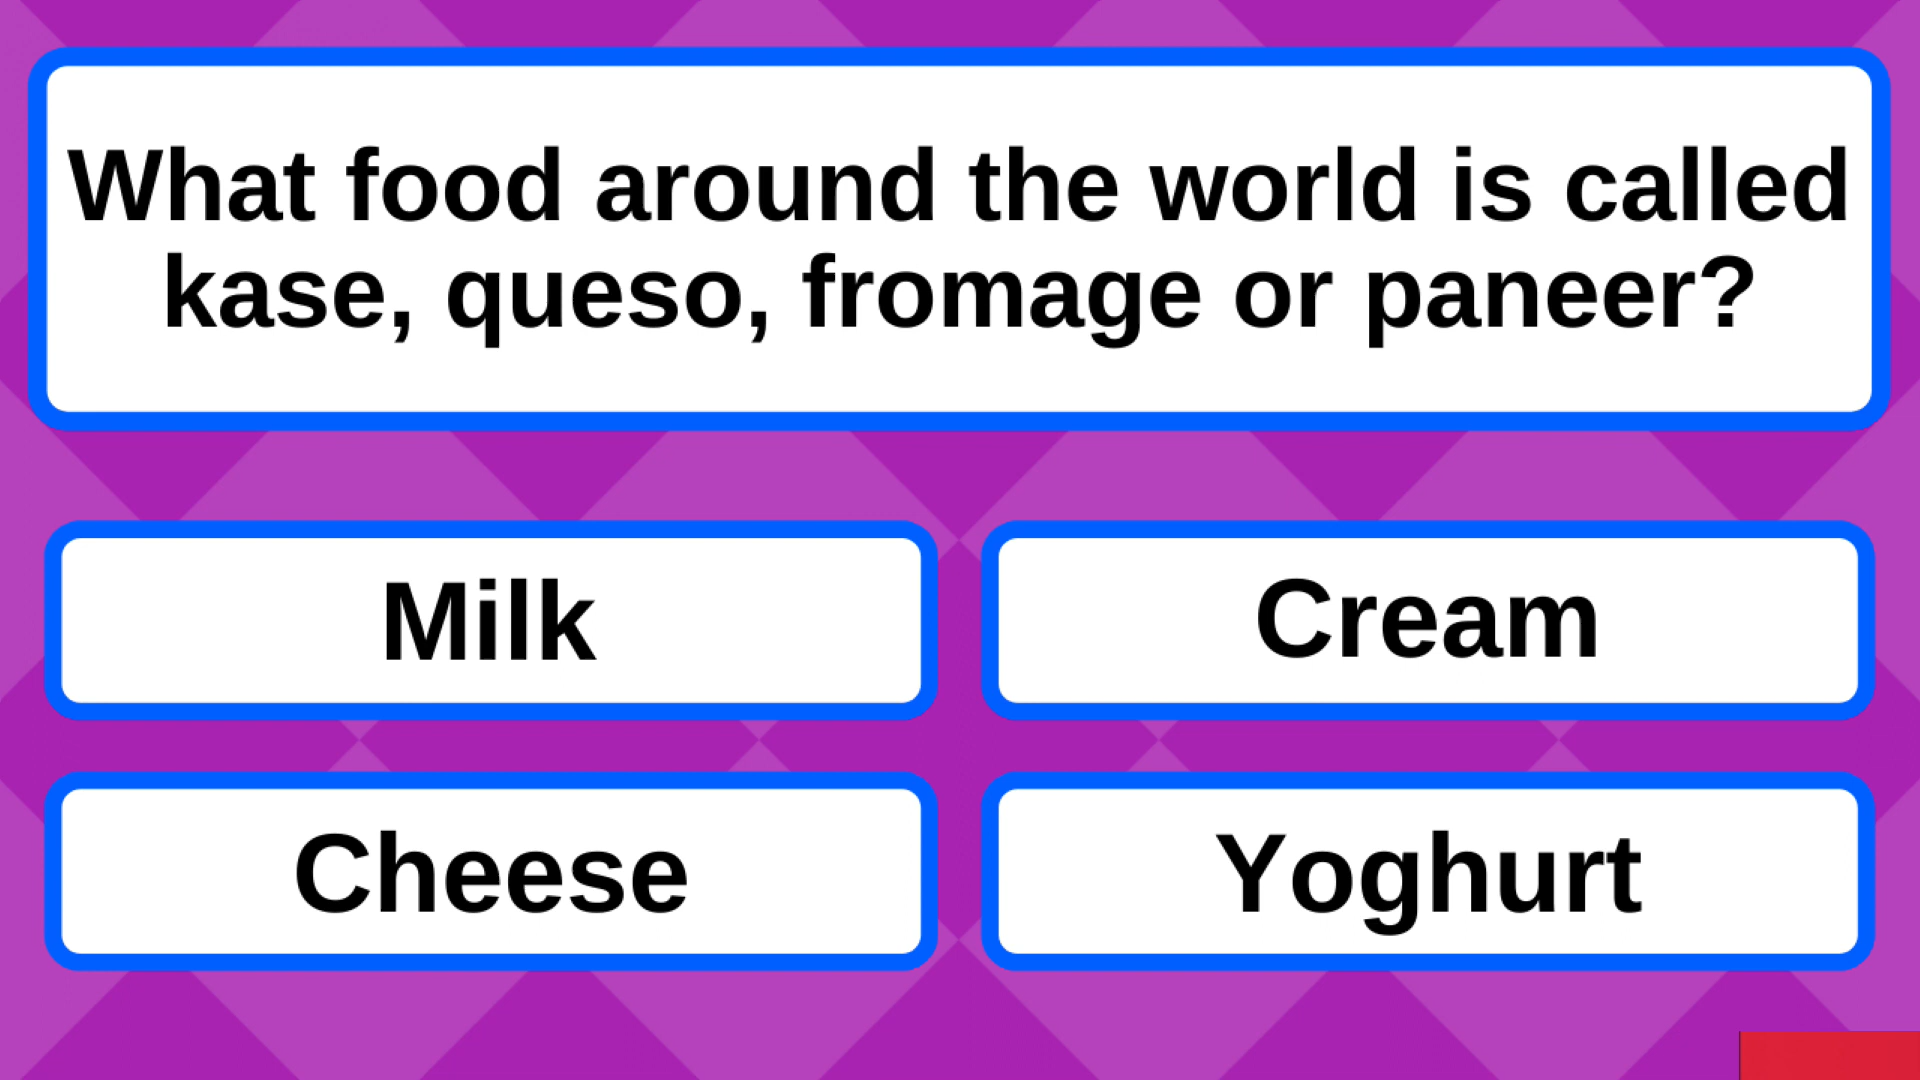 What food around the world is called
kase, queso, fromage or paneer?
Milk
Cream
Cheese
Yoghurt